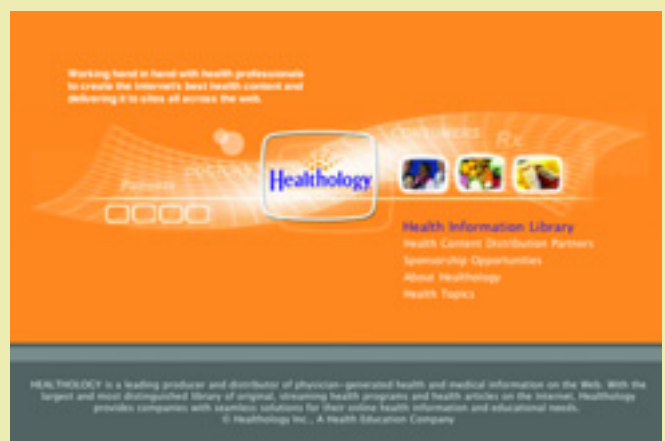 Working hand in hand with health professionals
to create the Internet's best health content and
delivering it to sites all across the web.
CONSUMERS
Rx
DOCTORS
Patients
Healthology
Health Information Library
Health Content Distribution Partners
Sponsorship Opportunities
About Healthology
Health Topics
HEALTHOLOGY is a leading producer and distributor of physician-generated health and medical information on the Web. With the
largest and most distinguished library of original, streaming health programs and health articles on the Internet, Healthology
provides companies with seamless solutions for their online health information and educational needs.
© Healthology Inc., A Health Education Company